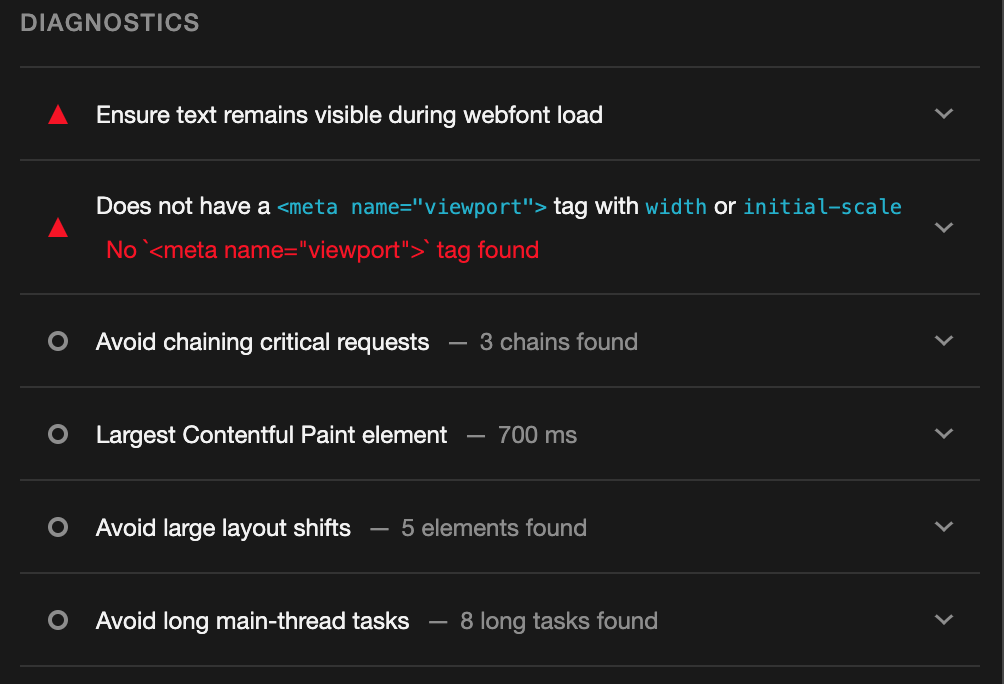 DIAGNOSTICS
Ensure text remains visible during webfont load
Does not have a <meta name="viewport"> tag with width or initial-scale
No `<meta name="viewport">` tag found
Avoid chaining critical requests — 3 chains found
Largest Contentful Paint element — 700 ms
Avoid large layout shifts — 5 elements found
Avoid long main-thread tasks — 8 long tasks found